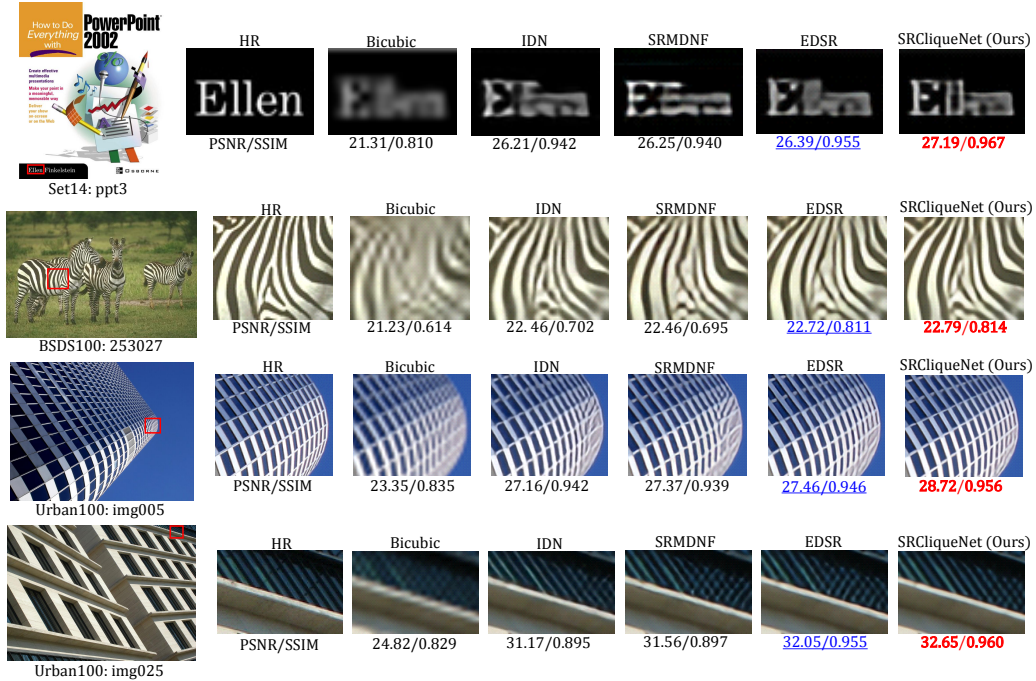 How to Do
Everything
with
PowerPoint
2002
Create effective
multimedia
presentations
Make your point in
a meaningful,
memorable way
Deliver
your show
on screen
or on the Web
Ellen Finkelstein
OSBORNE
Set14: ppt3
HR Bicubic IDN SRMDNF EDSR SRCliqueNet (Ours)
Ellen
PSNR/SSIM 21.31/0.810 26.21/0.942 26.25/0.940 26.39/0.955 27.19/0.967
HR Bicubic IDN SRMDNF EDSR SRCliqueNet (Ours)
PSNR/SSIM 21.23/0.614 22. 46/0.702 22.46/0.695 22.72/0.811 22.79/0.814
BSDS100: 253027
HR Bicubic IDN SRMDNF EDSR SRCliqueNet (Ours)
PSNR/SSIM 23.35/0.835 27.16/0.942 27.37/0.939 27.46/0.946 28.72/0.956
Urban100: img005
HR Bicubic IDN SRMDNF EDSR SRCliqueNet (Ours)
PSNR/SSIM 24.82/0.829 31.17/0.895 31.56/0.897 32.05/0.955 32.65/0.960
Urban100: img025